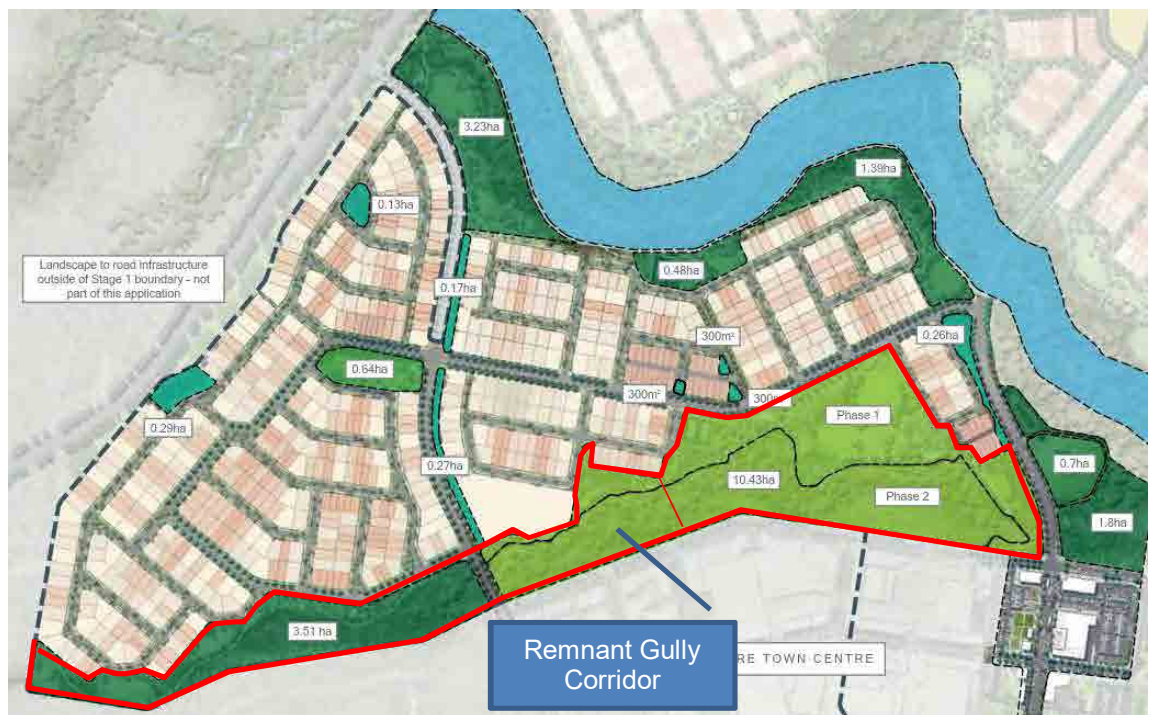 3.23ha
1.39ha
0.13ha
Landscape to road infrastructure
outside of Stage 1 boundary - not
part of this application
0.48ha
0.17ha
300m²
0.26ha
0.64ha
300m²
300m
Phase 1
0.29ha
0.27ha
10.43ha
0.7ha
Phase 2
1.8ha
3.51 ha
Remnant Gully
Corridor
RE TOWN CENTRE